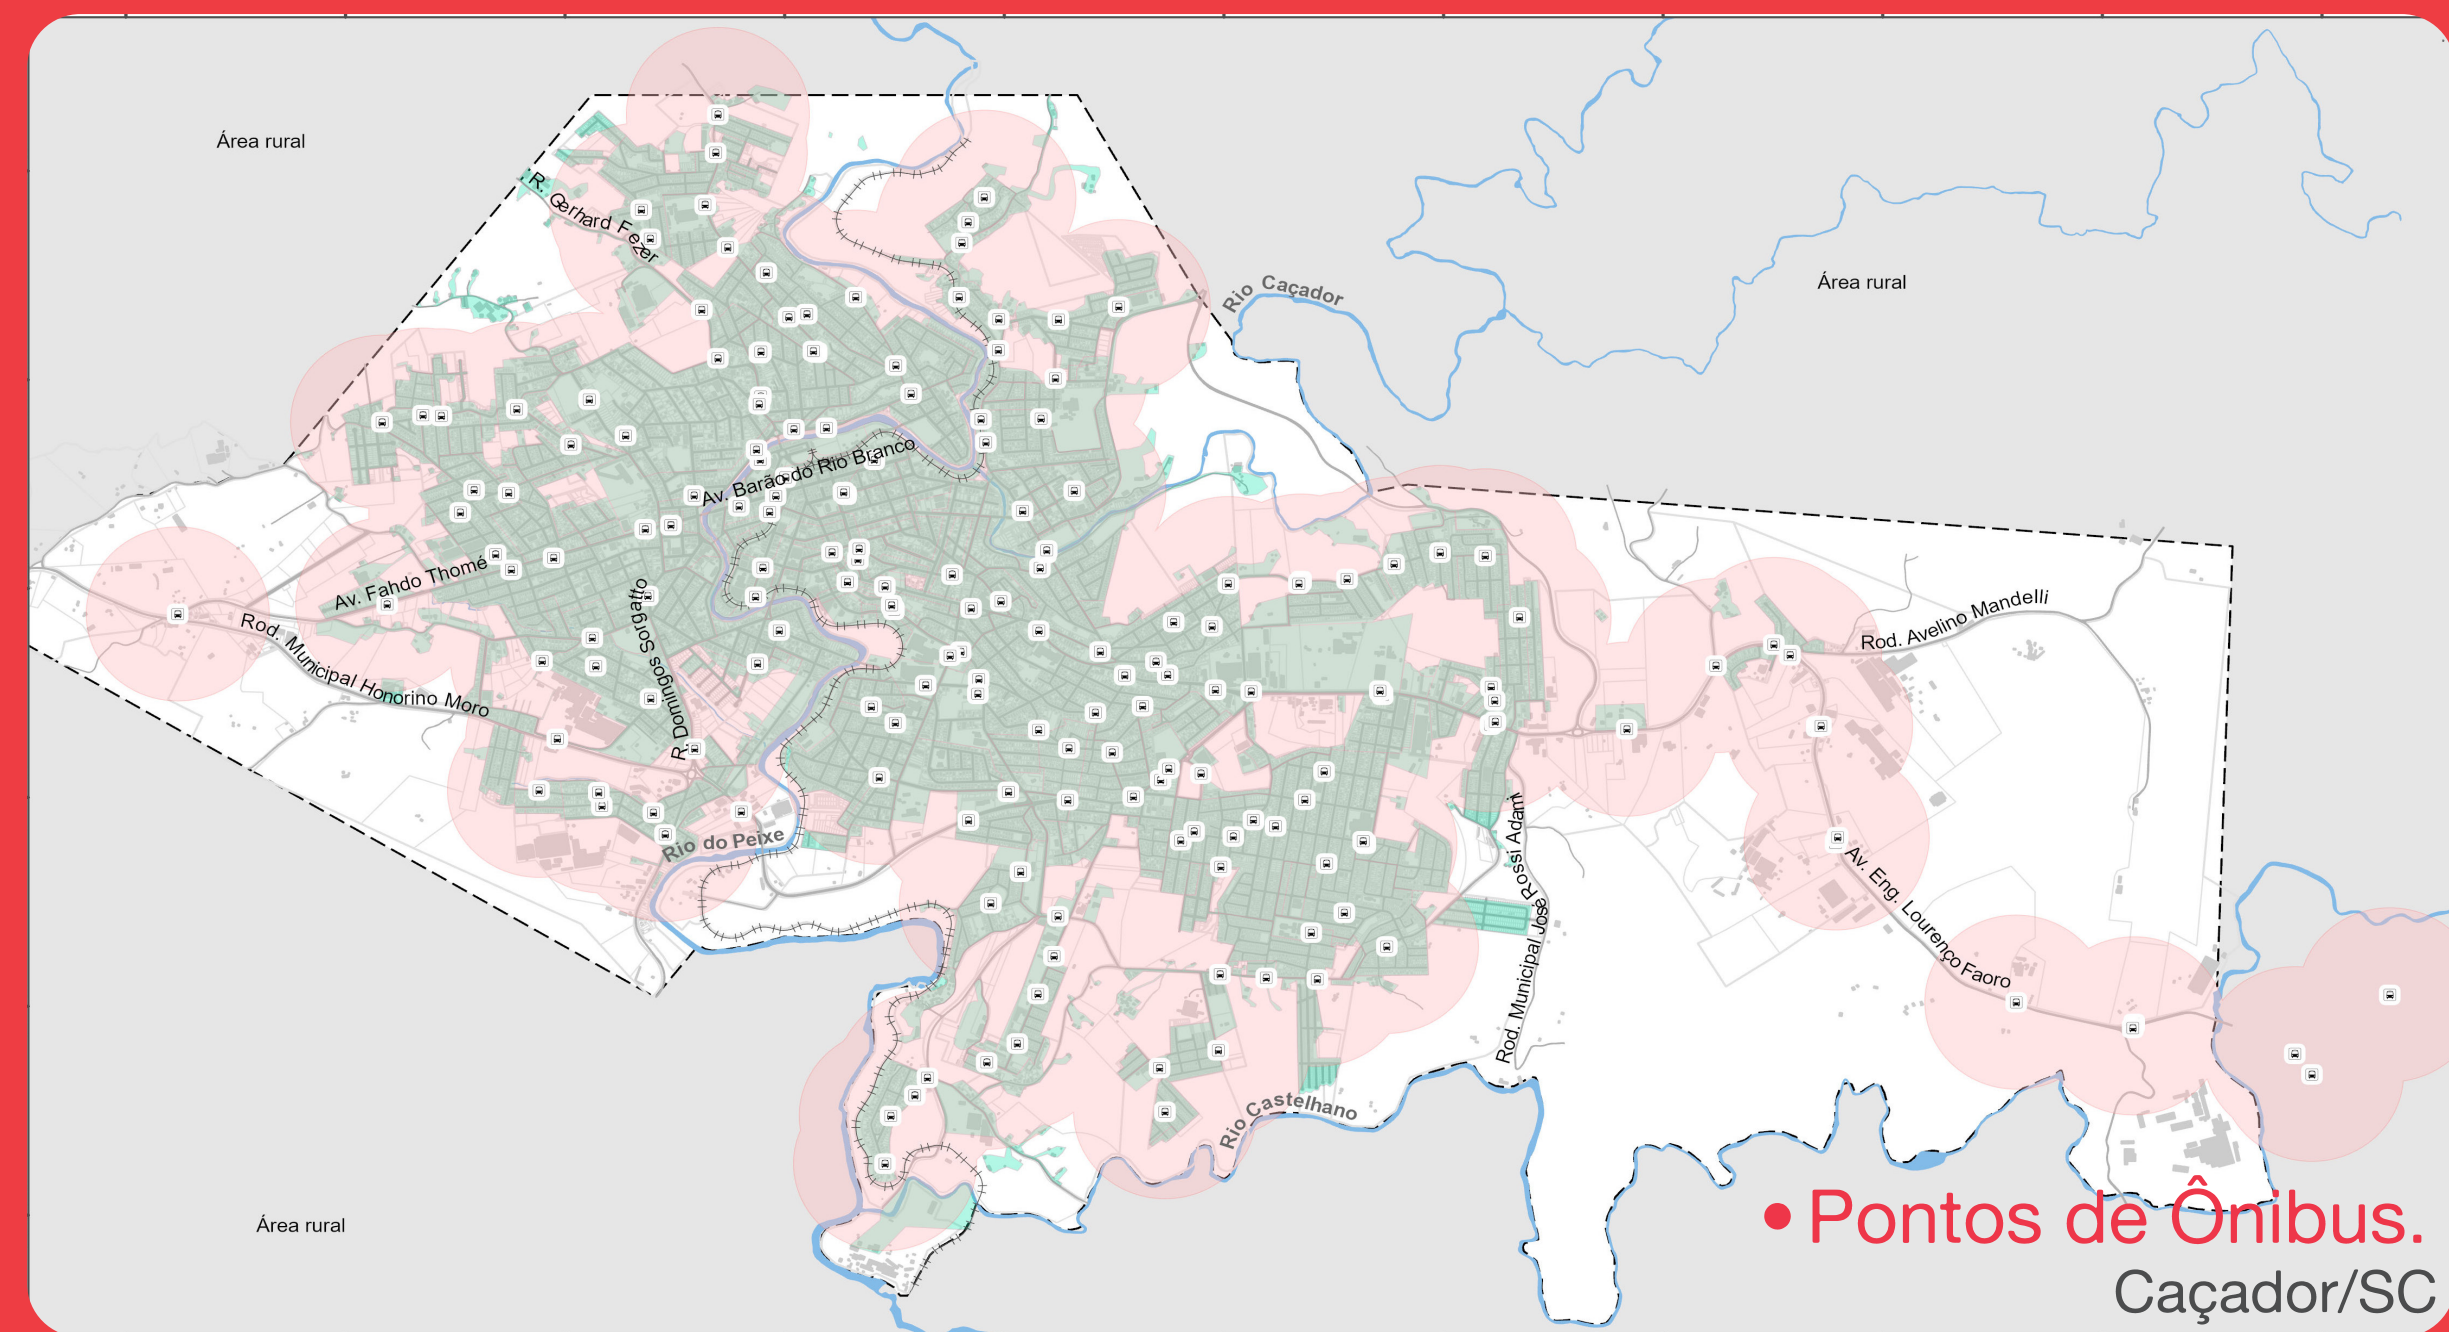 Área rural
R. Gerhard Fezer
Rio Caçador
Área rural
Av. Barão do Rio Branco
Av. Fahdo Thomé
R. Domingos Sorgatto
Rod. Municipal Honorino Moro
Rod. Avelino Mandelli
Rio do Peixe
Rod. Municipal José Rossi Adami
Av. Eng. Lourenço Faoro
Rio Castelhano
Área rural
• Pontos de Ônibus.
Caçador/SC